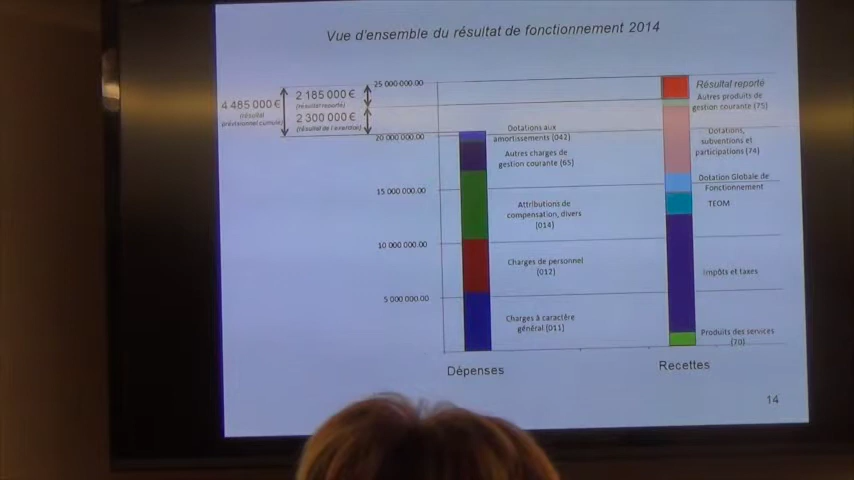 Vue d'ensemble du résultat de fonctionnement 2014
4 485 000 €
(résultat
prévisionnel cumulé)
2 185 000 €
(résultat reporté)
2 300 000 €
(résultat de l'exercice)
25 000 000.00
20 000 000.00
15 000 000.00
10 000 000.00
5 000 000.00
Dotations aux
amortissements (042)
Autres charges de
gestion courante (65)
Attributions de
compensation, divers
(014)
Charges de personnel
(012)
Charges à caractère
général (011)
Résultat reporté
Autres produits de
gestion courante (75)
Dotations,
subventions et
participations (74)
Dotation Globale de
Fonctionnement
TEOM
Impôts et taxes
Produits des services
(70)
Dépenses
Recettes
14